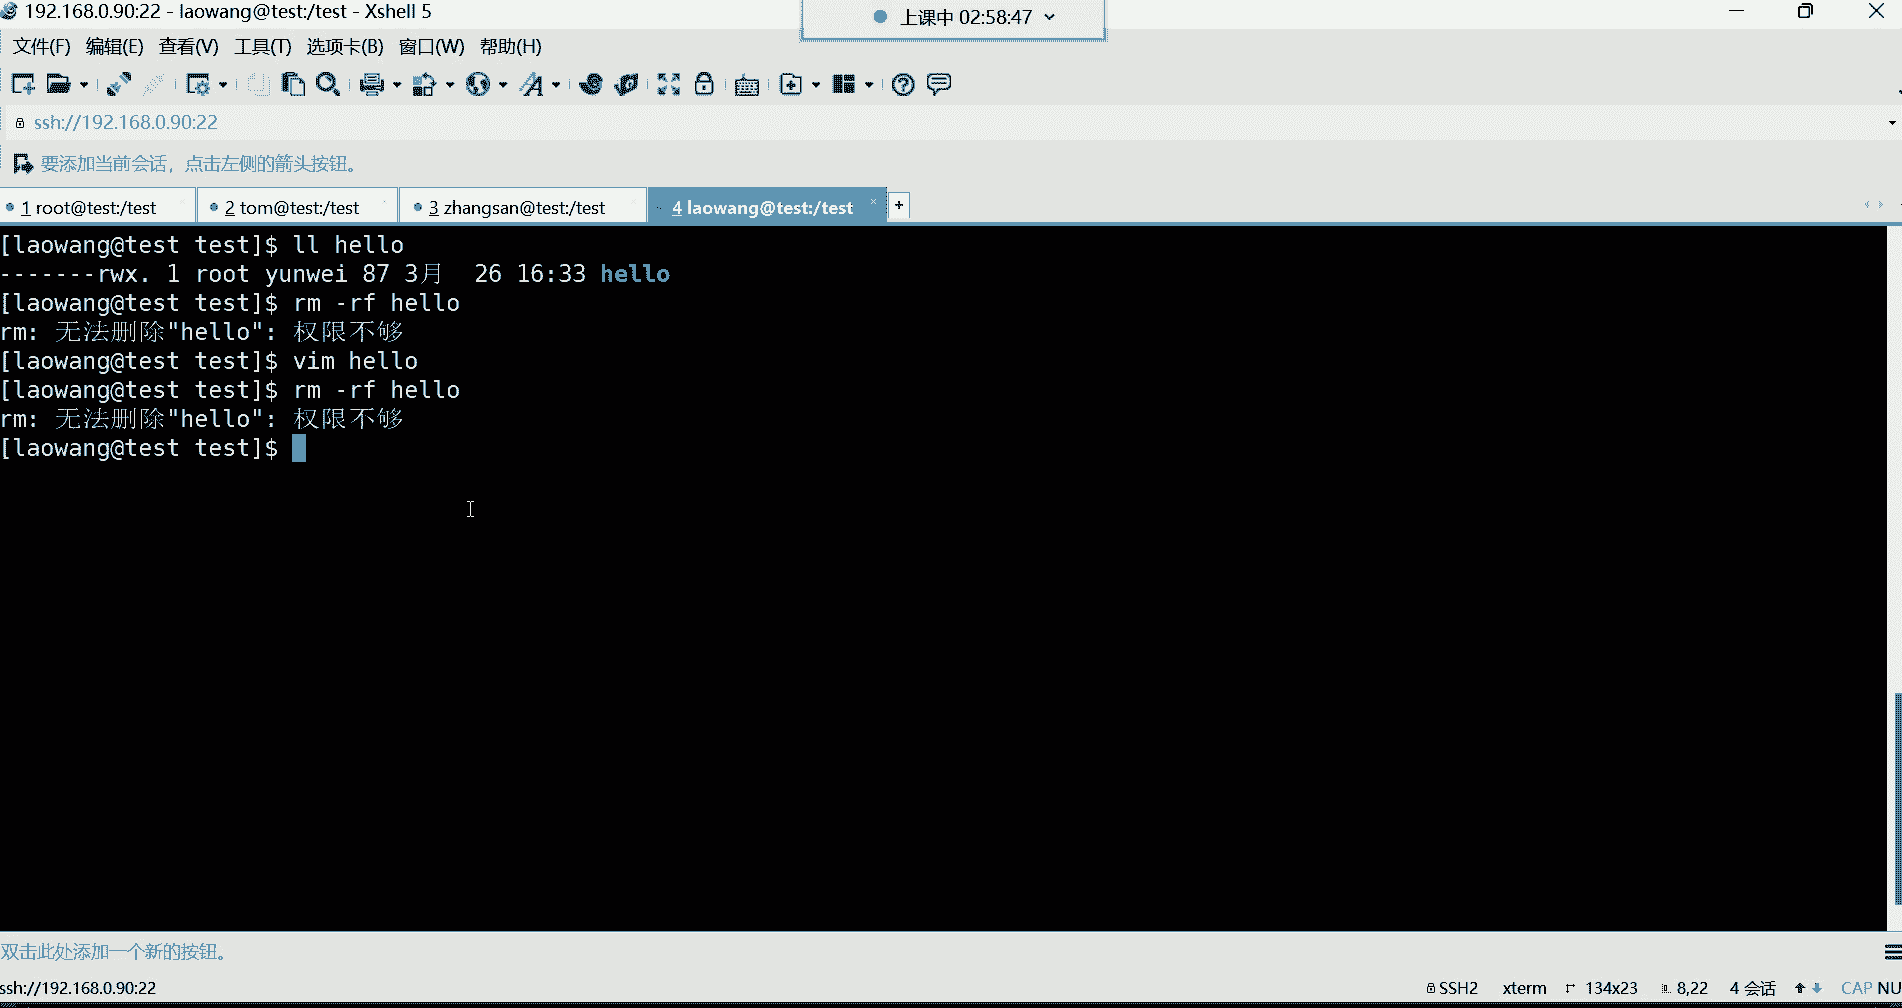 192.168.0.90:22 - laowang@test:/test - Xshell 5
上课中 02:58:47
文件(F) 编辑(E) 查看(V) 工具(T) 选项卡(B) 窗口(W) 帮助(H)
ssh://192.168.0.90:22
要添加当前会话，点击左侧的箭头按钮。
1 root@test:/test 2 tom@test:/test 3 zhangsan@test:/test 4 laowang@test:/test
[laowang@test test]$ ll hello
-------rwx. 1 root yunwei 87 3月  26 16:33 hello
[laowang@test test]$ rm -rf hello
rm: 无法删除"hello": 权限不够
[laowang@test test]$ vim hello
[laowang@test test]$ rm -rf hello
rm: 无法删除"hello": 权限不够
[laowang@test test]$
双击此处添加一个新的按钮。
ssh://192.168.0.90:22 SSH2 xterm 134x23 8,22 4 会话 CAP NU